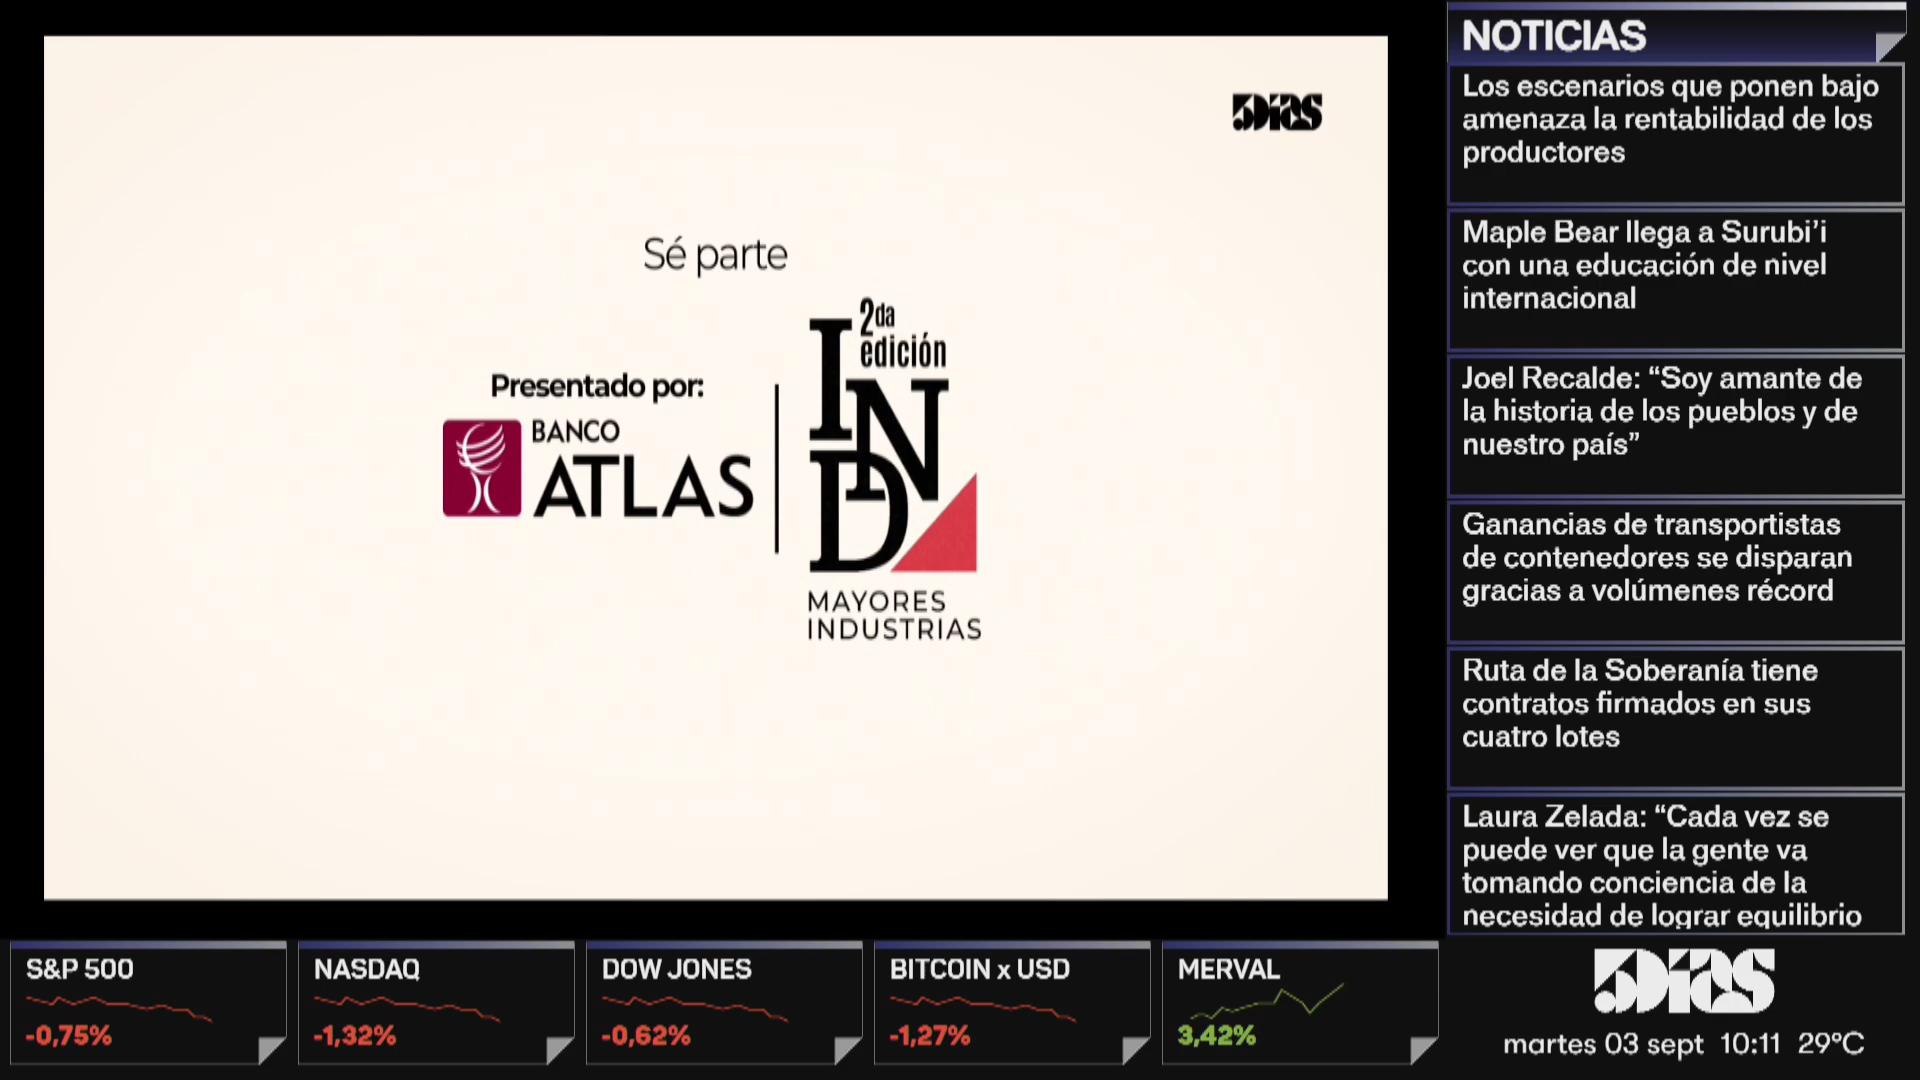 5Días
Sé parte
Presentado por:
BANCO
ATLAS
2da
edición
IND
MAYORES
INDUSTRIAS
NOTICIAS
Los escenarios que ponen bajo
amenaza la rentabilidad de los
productores
Maple Bear llega a Surubi’i
con una educación de nivel
internacional
Joel Recalde: “Soy amante de
la historia de los pueblos y de
nuestro país”
Ganancias de transportistas
de contenedores se disparan
gracias a volúmenes récord
Ruta de la Soberanía tiene
contratos firmados en sus
cuatro lotes
Laura Zelada: “Cada vez se
puede ver que la gente va
tomando conciencia de la
necesidad de lograr equilibrio
S&P 500
-0,75%
NASDAQ
-1,32%
DOW JONES
-0,62%
BITCOIN x USD
-1,27%
MERVAL
3,42%
5Días
martes 03 sept 10:11 29°C